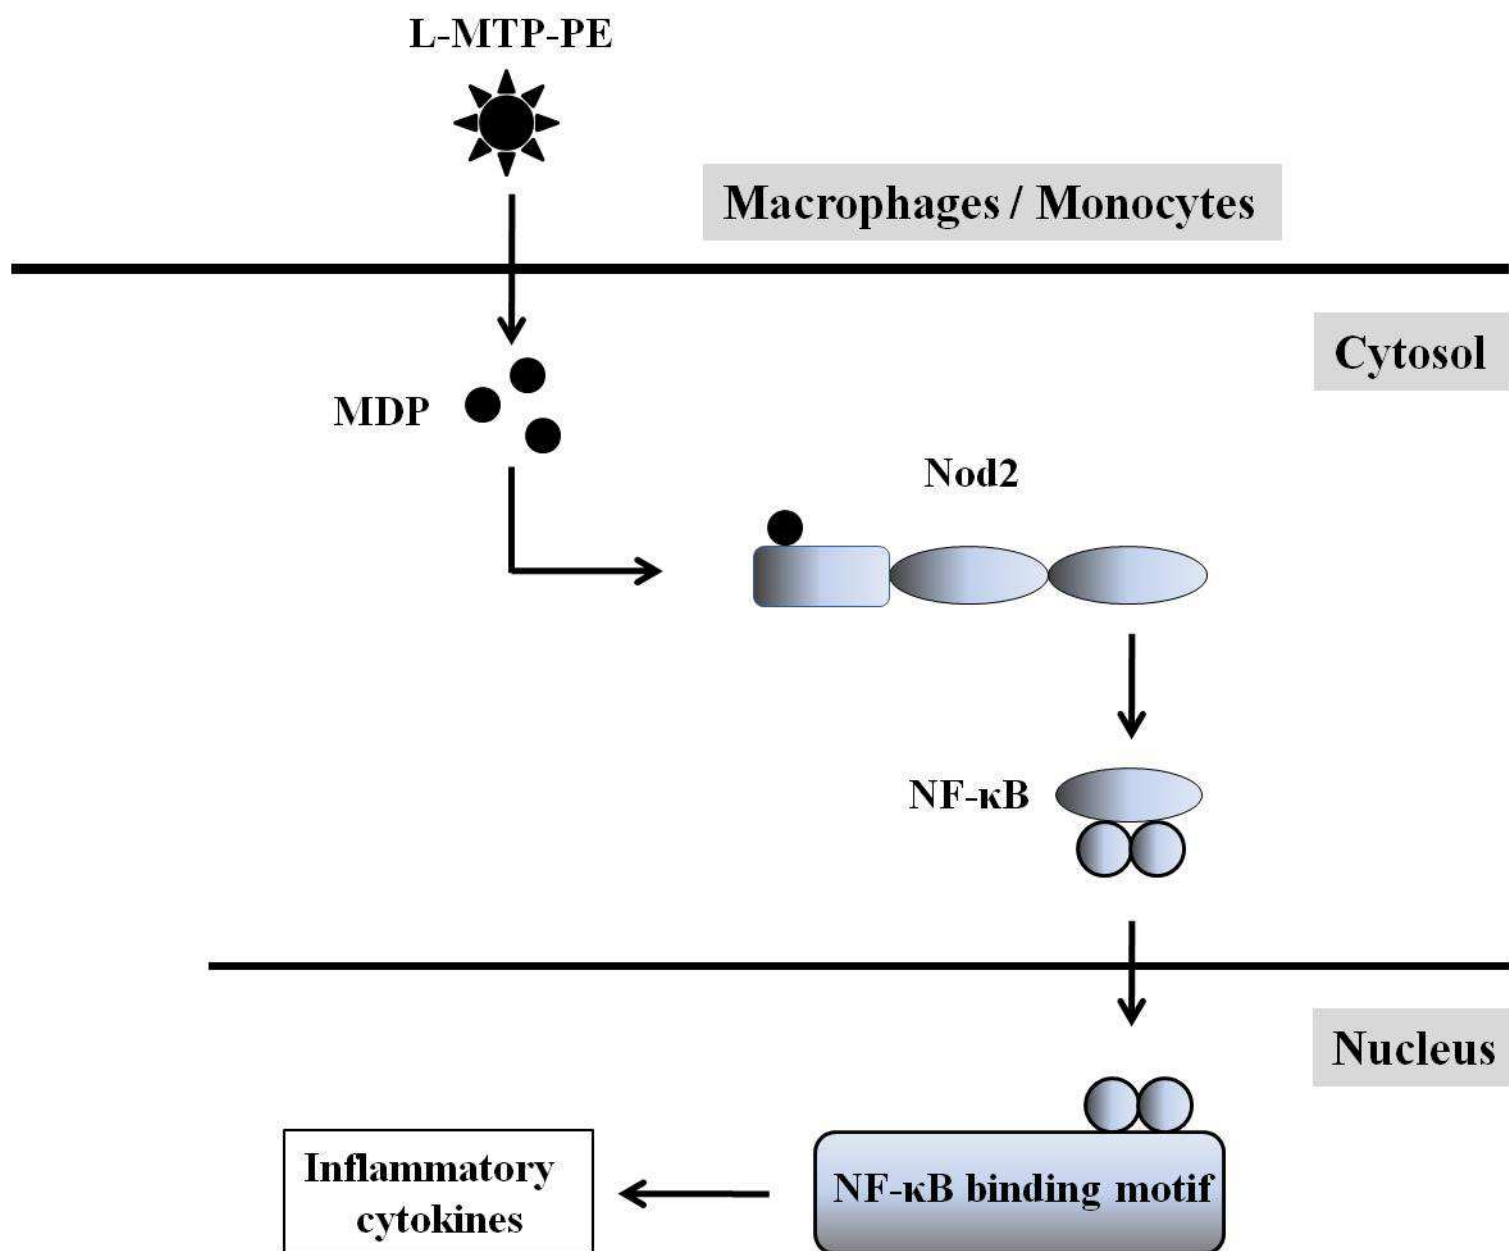 L-MTP-PE
Macrophages / Monocytes
Cytosol
MDP
Nod2
NF-κB
Nucleus
NF-κB binding motif
Inflammatory
cytokines